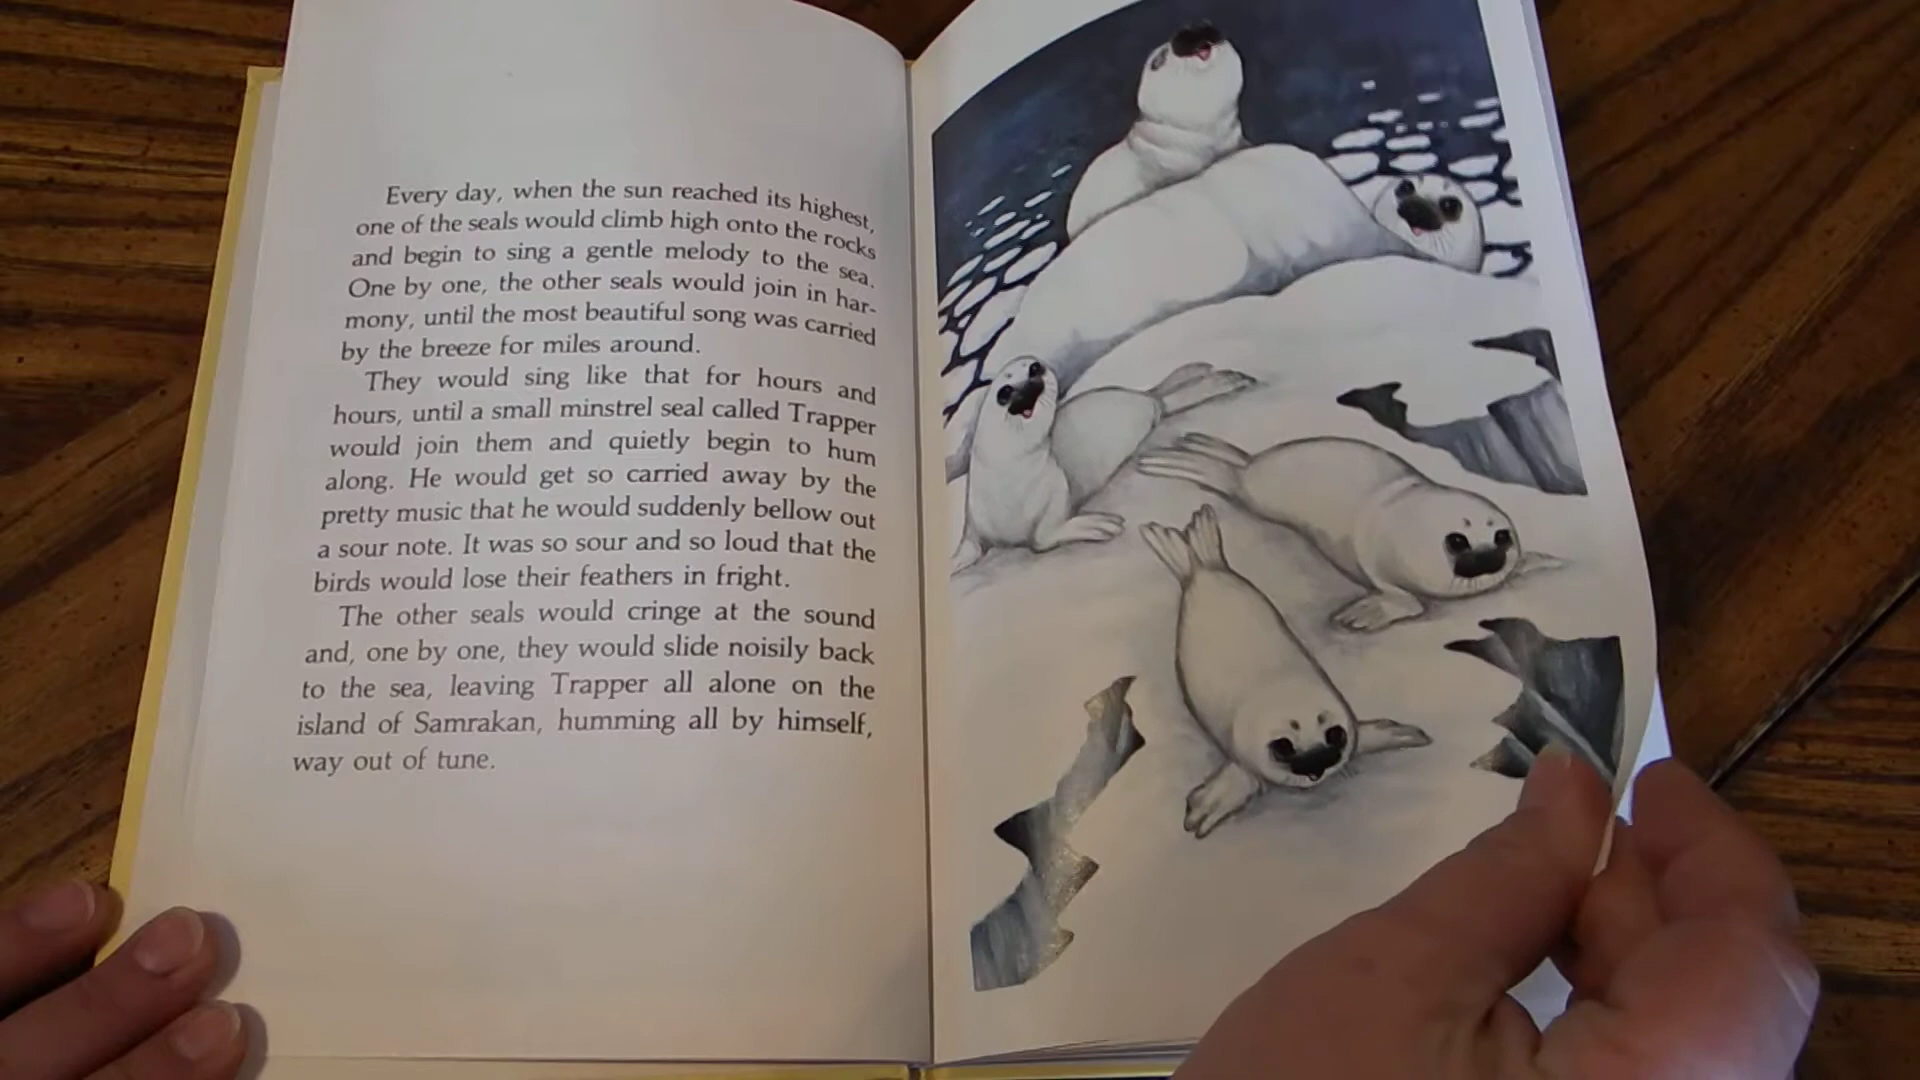 Every day, when the sun reached its highest,
one of the seals would climb high onto the rocks
and begin to sing a gentle melody to the sea.
One by one, the other seals would join in har-
mony, until the most beautiful song was carried
by the breeze for miles around.
They would sing like that for hours and
hours, until a small minstrel seal called Trapper
would join them and quietly begin to hum
along. He would get so carried away by the
pretty music that he would suddenly bellow out
a sour note. It was so sour and so loud that the
birds would lose their feathers in fright.
The other seals would cringe at the sound
and, one by one, they would slide noisily back
to the sea, leaving Trapper all alone on the
island of Samrakan, humming all by himself,
way out of tune.